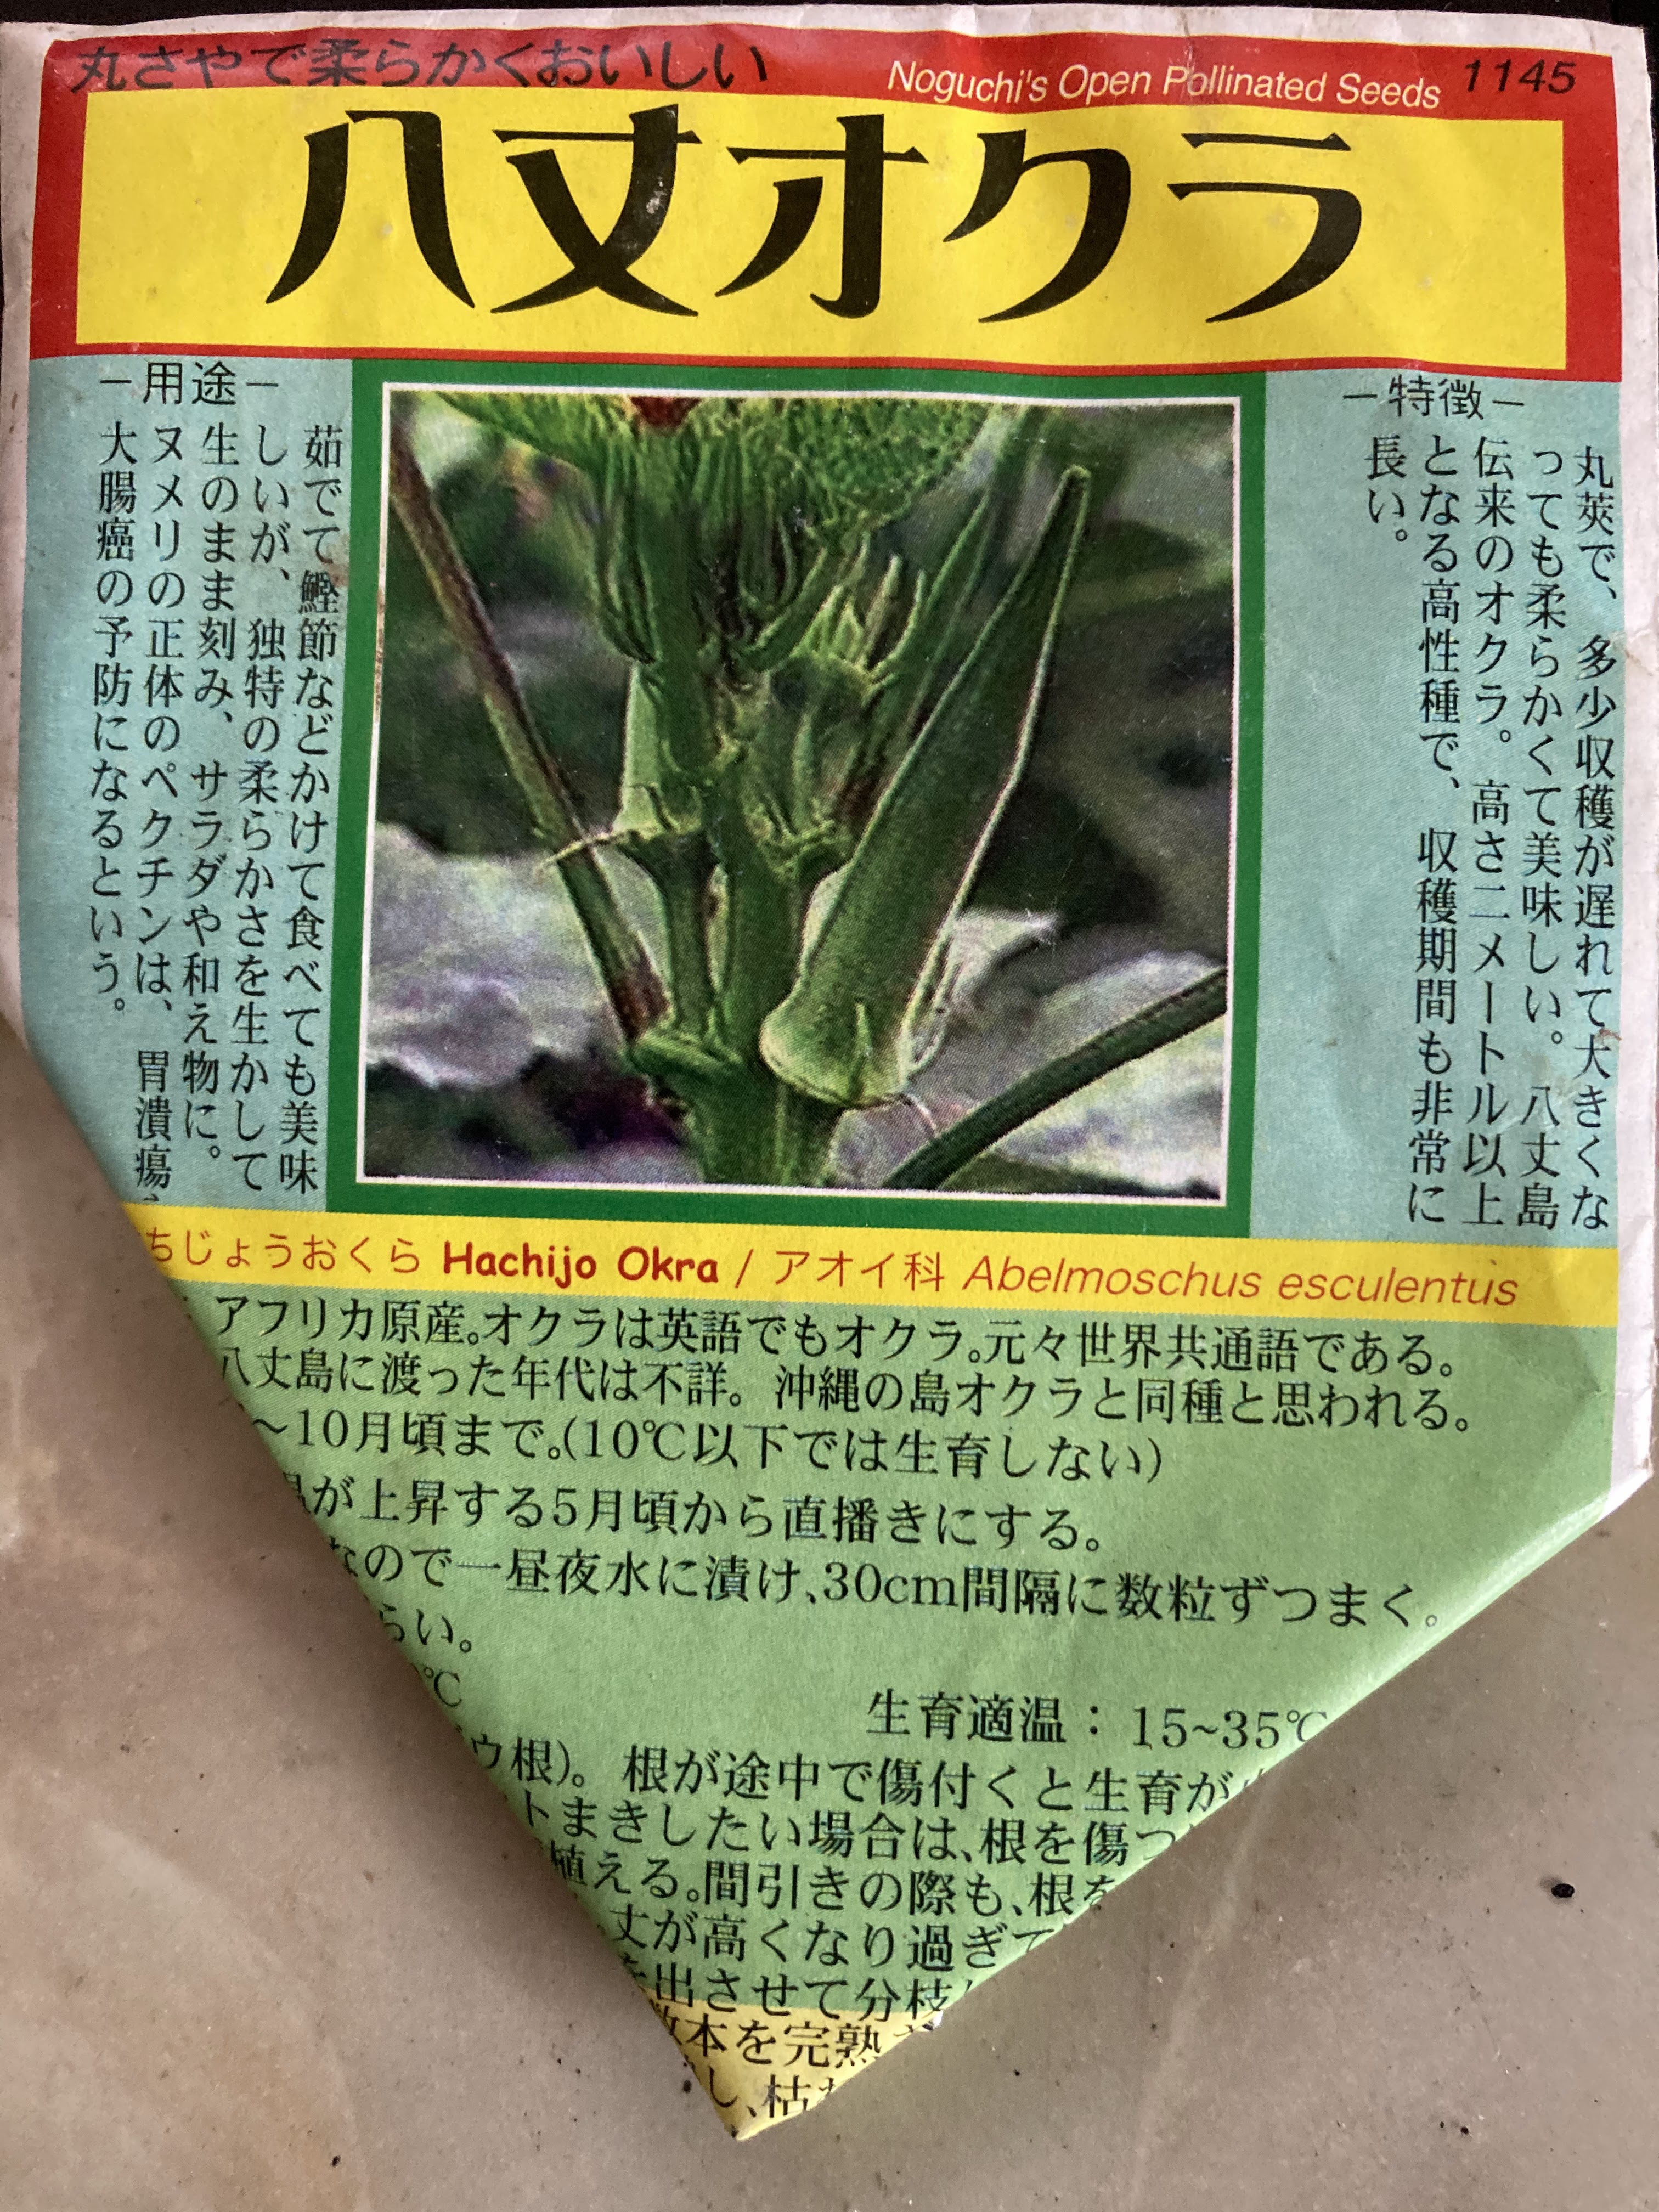 丸さやで柔らかくおいしい
Noguchi's Open Pollinated Seeds 1145
八丈オクラ
－特徴－
丸莢で、多少収穫が遅れて大きくな
っても柔らかくて美味しい。八丈島
伝来のオクラ。高さ二メートル以上
となる高性種で、収穫期間も非常に
長い。
－用途－
茹でて鰹節などかけて食べても美味
しいが、独特の柔らかさを生かして
生のまま刻み、サラダや和え物に。
ヌメリの正体のペクチンは、胃潰瘍
大腸癌の予防になるという。
ちじょうおくら Hachijo Okra / アオイ科 Abelmoschus esculentus
アフリカ原産。オクラは英語でもオクラ。元々世界共通語である。
八丈島に渡った年代は不詳。沖縄の島オクラと同種と思われる。
～10月頃まで。(10℃以下では生育しない)
が上昇する5月頃から直播きにする。
なので一昼夜水に漬け、30cm間隔に数粒ずつまく。
らい。
℃
生育適温：15~35℃
ウ根)。根が途中で傷付くと生育が
トまきしたい場合は、根を傷つ
植える。間引きの際も、根を
丈が高くなり過ぎて
を出させて分枝
本を完熟
し、枯